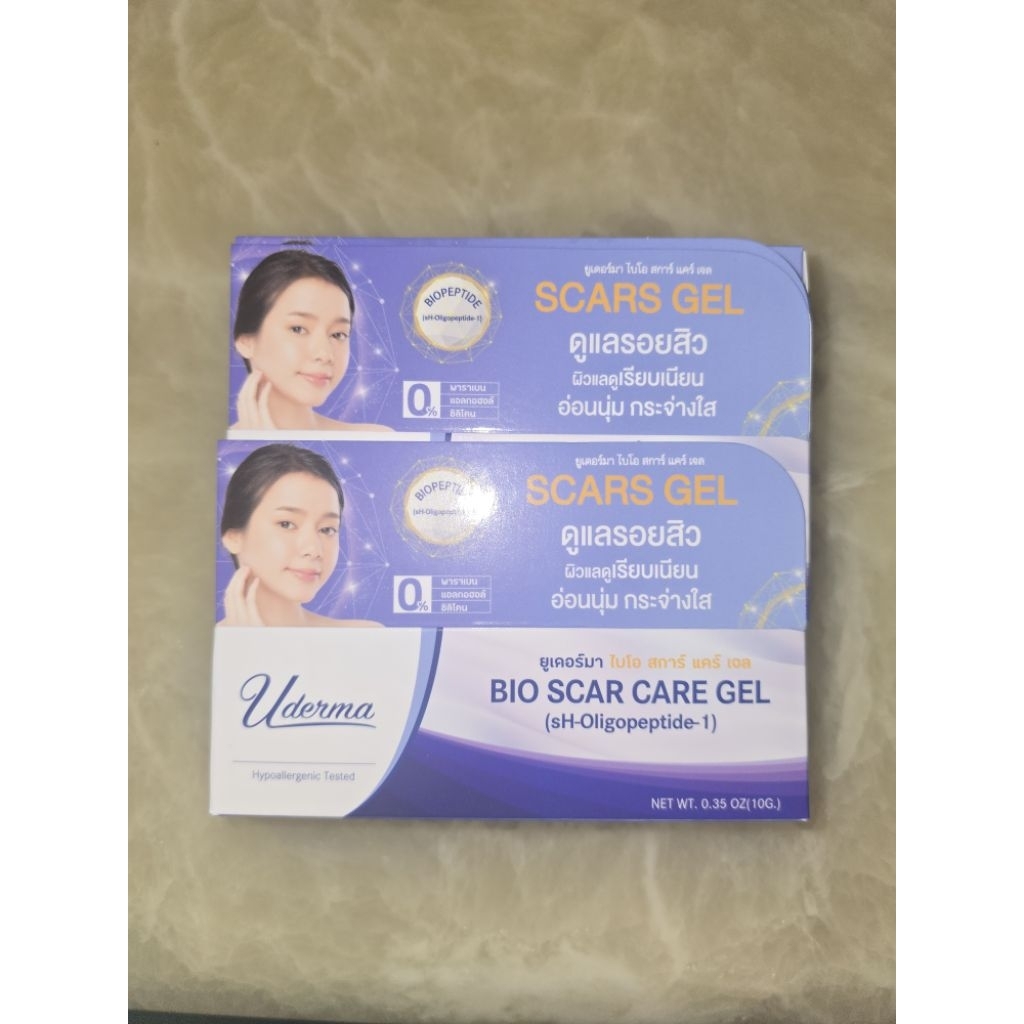 ยูเดอร์มา ไบโอ สการ์ แคร์ เจล
SCARS GEL
ดูแลรอยสิว
ผิวแลดูเรียบเนียน
อ่อนนุ่ม กระจ่างใส
BIOPEPTIDE
(sH-Oligopeptide-1)
0%
พาราเบน
แอลกอฮอล์
ซิลิโคน
ยูเดอร์มา ไบโอ สการ์ แคร์ เจล
SCARS GEL
ดูแลรอยสิว
ผิวแลดูเรียบเนียน
อ่อนนุ่ม กระจ่างใส
0%
พาราเบน
แอลกอฮอล์
ซิลิโคน
Uderma
Hypoallergenic Tested
ยูเดอร์มา ไบโอ สการ์ แคร์ เจล
BIO SCAR CARE GEL
(sH-Oligopeptide-1)
NET WT. 0.35 OZ(10G.)